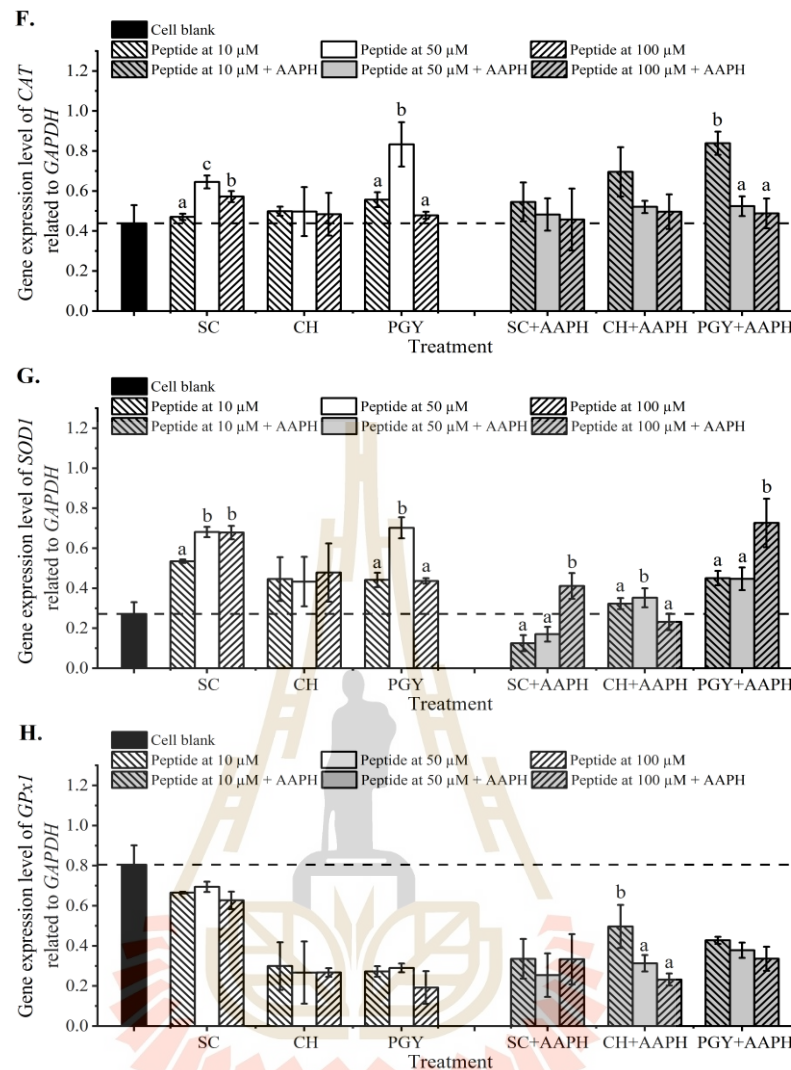 F.
Cell blank
Peptide at 10 µM Peptide at 50 µM Peptide at 100 µM
Peptide at 10 µM + AAPH Peptide at 50 µM + AAPH Peptide at 100 µM + AAPH
Gene expression level of CAT
related to GAPDH
1.2
1.0
0.8
0.6
0.4
0.2
0.0
a c b a b a b a a
SC CH PGY SC+AAPH CH+AAPH PGY+AAPH
Treatment
G.
Cell blank
Peptide at 10 µM Peptide at 50 µM Peptide at 100 µM
Peptide at 10 µM + AAPH Peptide at 50 µM + AAPH Peptide at 100 µM + AAPH
Gene expression level of SOD1
related to GAPDH
1.2
1.0
0.8
0.6
0.4
0.2
0.0
a b b a b a a a b a b a a a b
SC CH PGY SC+AAPH CH+AAPH PGY+AAPH
Treatment
H.
Cell blank
Peptide at 10 µM Peptide at 50 µM Peptide at 100 µM
Peptide at 10 µM + AAPH Peptide at 50 µM + AAPH Peptide at 100 µM + AAPH
Gene expression level of GPx1
related to GAPDH
1.2
1.0
0.8
0.6
0.4
0.2
0.0
b a a
SC CH PGY SC+AAPH CH+AAPH PGY+AAPH
Treatment